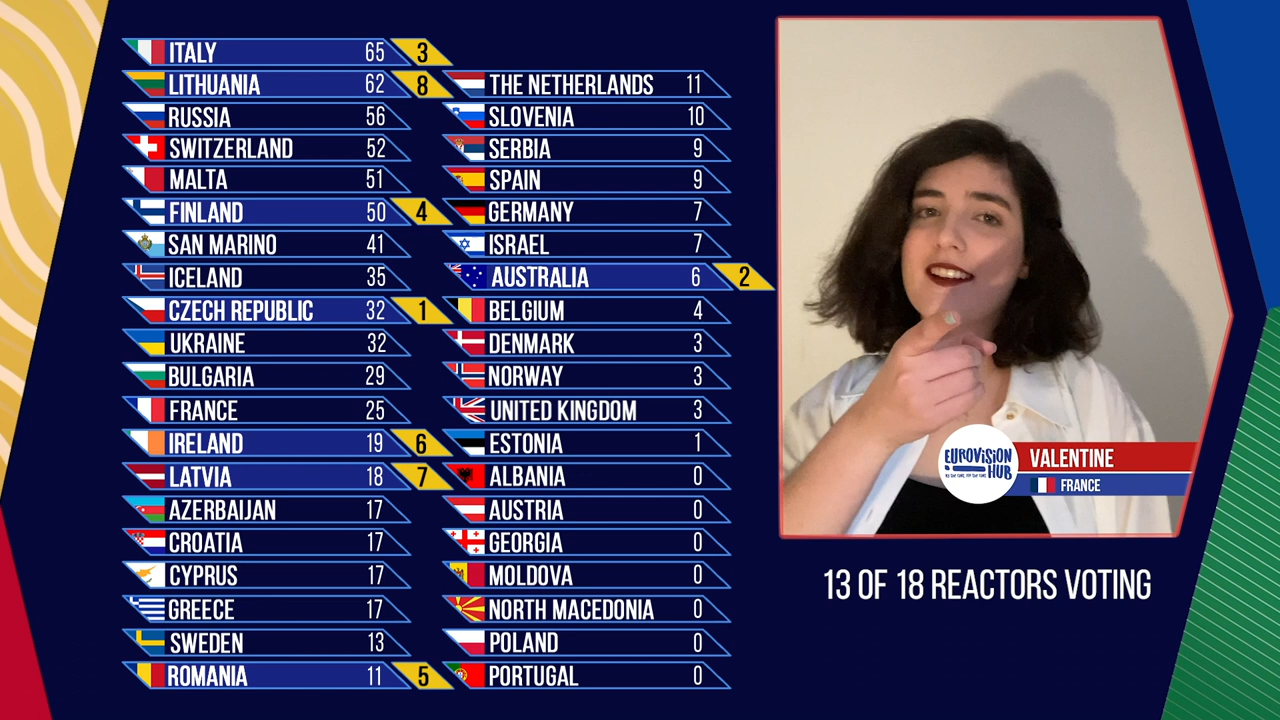 ITALY 65 3
LITHUANIA 62 8
RUSSIA 56
SWITZERLAND 52
MALTA 51
FINLAND 50 4
SAN MARINO 41
ICELAND 35
CZECH REPUBLIC 32 1
UKRAINE 32
BULGARIA 29
FRANCE 25
IRELAND 19 6
LATVIA 18 7
AZERBAIJAN 17
CROATIA 17
CYPRUS 17
GREECE 17
SWEDEN 13
ROMANIA 11 5
THE NETHERLANDS 11
SLOVENIA 10
SERBIA 9
SPAIN 9
GERMANY 7
ISRAEL 7
AUSTRALIA 6 2
BELGIUM 4
DENMARK 3
NORWAY 3
UNITED KINGDOM 3
ESTONIA 1
ALBANIA 0
AUSTRIA 0
GEORGIA 0
MOLDOVA 0
NORTH MACEDONIA 0
POLAND 0
PORTUGAL 0
EUROVISION
HUB
VALENTINE
FRANCE
13 OF 18 REACTORS VOTING